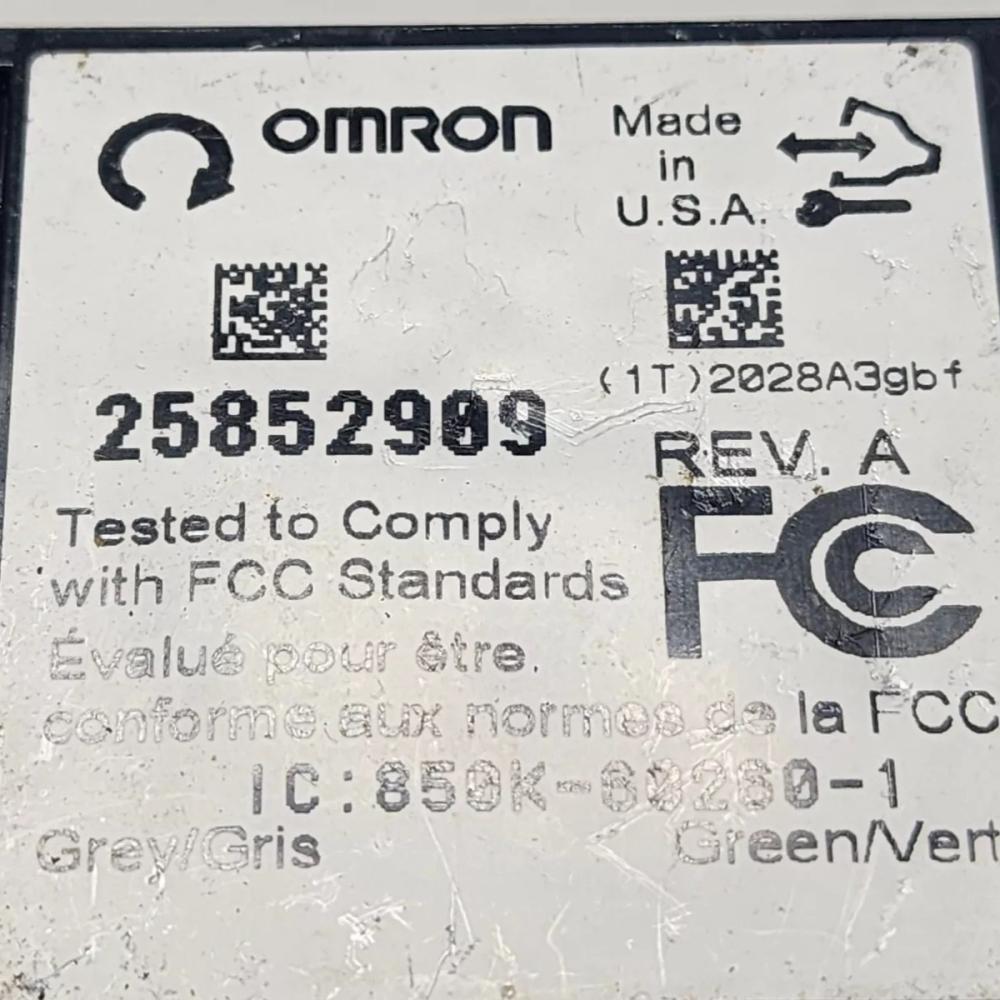 OMRON
Made
in
U.S.A.
(1T)2028A3gbf
25852909
REV. A
FC
Tested to Comply
with FCC Standards
Évalué pour être
conforme aux normes de la FCC
IC:850K-60260-1
Grey/Gris
Green/Vert